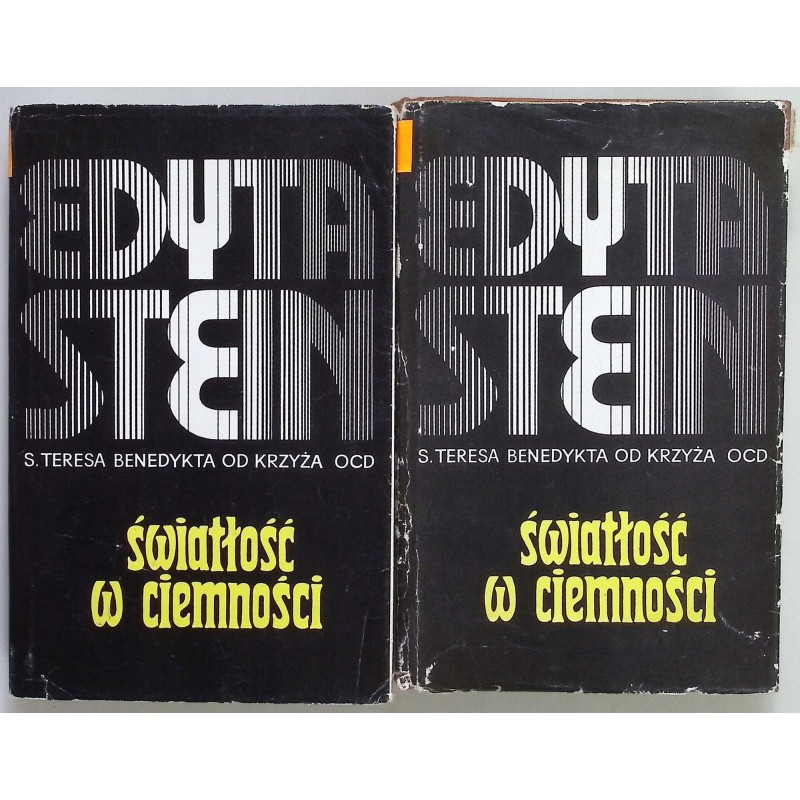 EDYTA
STEIN
S. TERESA BENEDYKTA OD KRZYŻA OCD
światłość
w ciemności
EDYTA
STEIN
S. TERESA BENEDYKTA OD KRZYŻA OCD
światłość
w ciemności